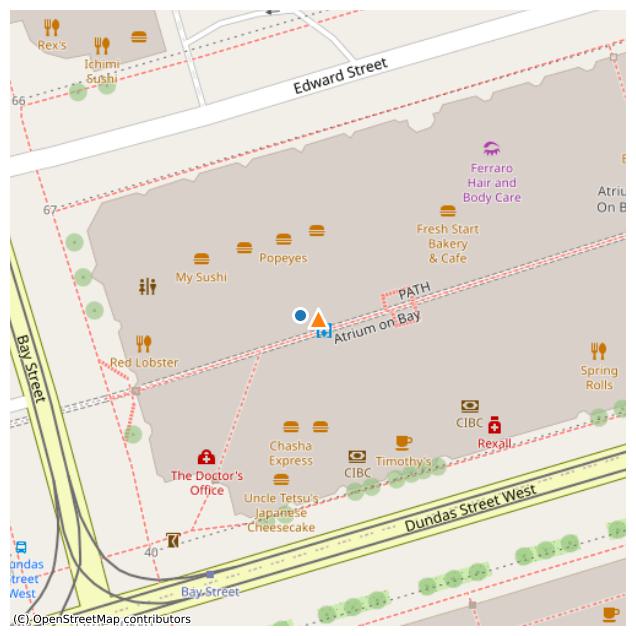 Rex's
Ichimi
Sushi
66
Edward Street
67
Ferraro
Hair and
Body Care
Atriu
On B
Fresh Start
Bakery
& Cafe
Popeyes
My Sushi
PATH
Atrium on Bay
Red Lobster
Bay Street
Spring
Rolls
CIBC
Rexall
Chasha
Express
Timothy's
CIBC
The Doctor's
Office
Uncle Tetsu's
Japanese
Cheesecake
Dundas Street West
40
undas
treet
West
Bay Street
(C) OpenStreetMap contributors